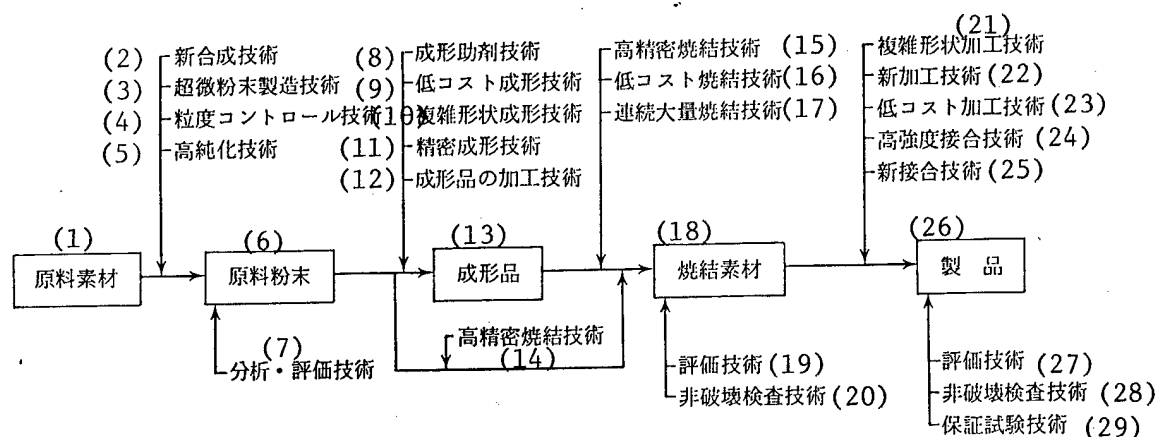 (2) 新合成技術
(3) 超微粉末製造技術
(4) 粒度コントロール技術(10)
(5) 高純化技術
(8) 成形助剤技術
(9) 低コスト成形技術
複雑形状成形技術
(11) 精密成形技術
(12) 成形品の加工技術
高精密焼結技術 (15)
低コスト焼結技術(16)
連続大量焼結技術(17)
(21)
複雑形状加工技術
新加工技術(22)
低コスト加工技術(23)
高強度接合技術(24)
新接合技術(25)
(1)
原料素材
(6)
原料粉末
(13)
成形品
(18)
焼結素材
(26)
製 品
(7)
分析・評価技術
高精密焼結技術
(14)
評価技術(19)
非破壊検査技術(20)
評価技術 (27)
非破壊検査技術(28)
保証試験技術 (29)